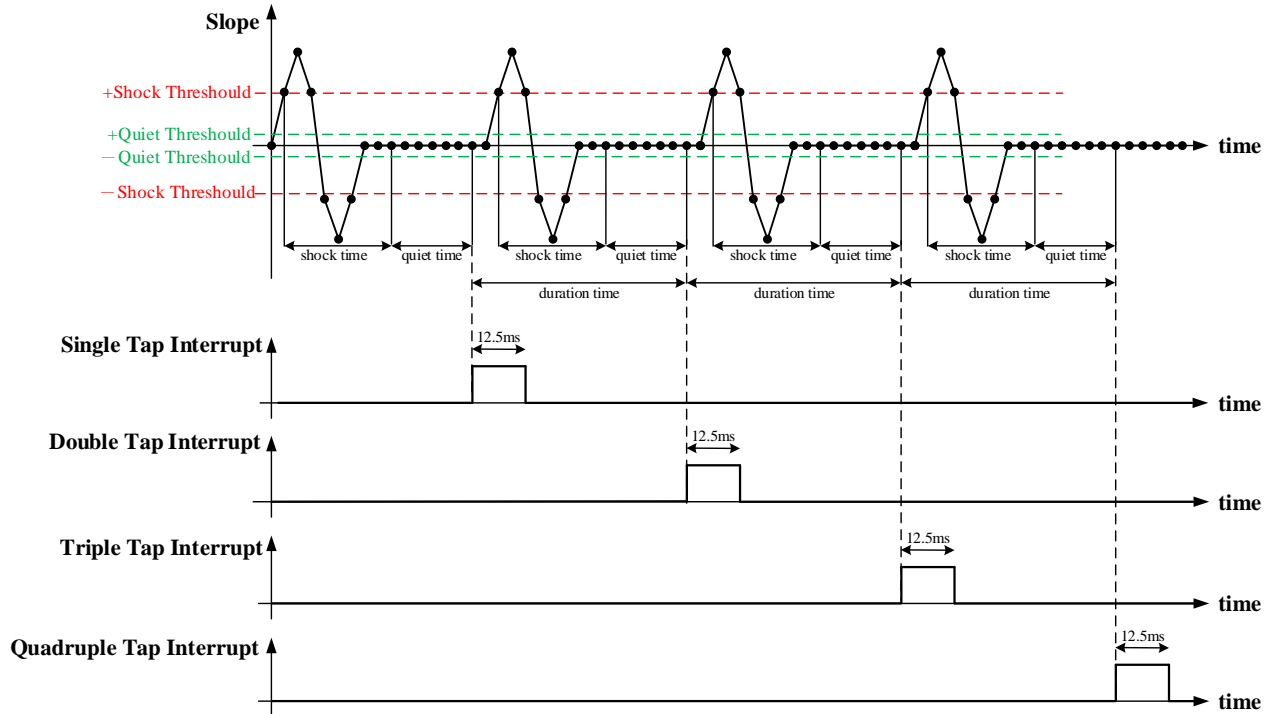 Slope
+Shock Threshould
+Quiet Threshould
time
－Quiet Threshould
－Shock Threshould
shock time
quiet time
shock time
quiet time
shock time
quiet time
shock time
quiet time
duration time
duration time
duration time
Single Tap Interrupt
12.5ms
time
Double Tap Interrupt
12.5ms
time
Triple Tap Interrupt
12.5ms
time
Quadruple Tap Interrupt
12.5ms
time